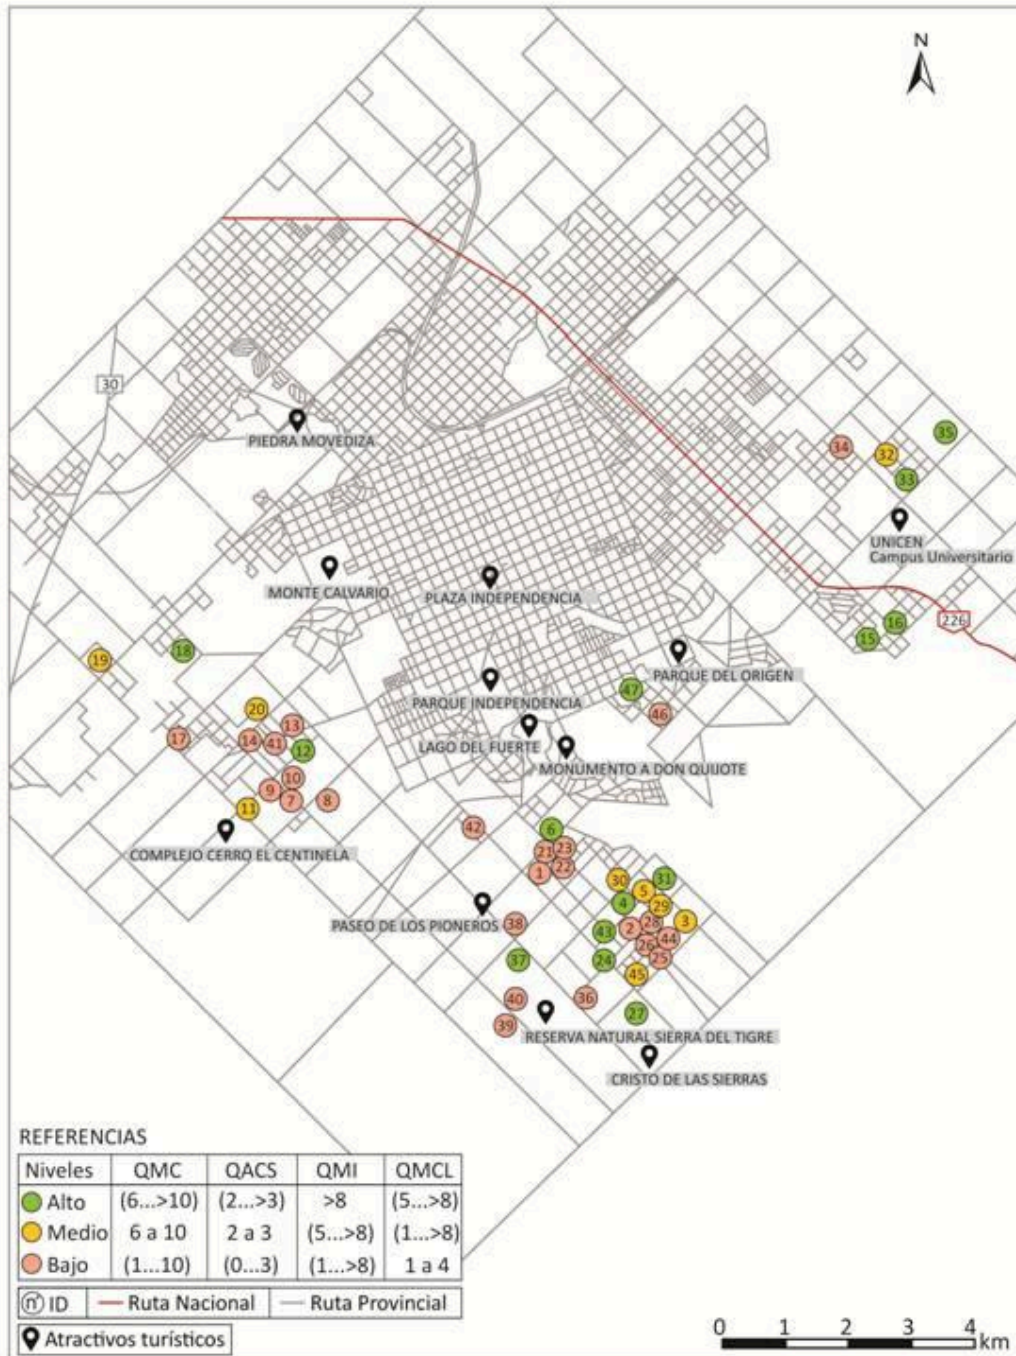 N
30
PIEDRA MOVEDIZA
35
34
32
33
UNICEN
Campus Universitario
MONTE CALVARIO
PLAZA INDEPENDENCIA
16
226
15
18
19
PARQUE DEL ORIGEN
47
PARQUE INDEPENDENCIA
46
20
13
17
14
41
12
LAGO DEL FUERTE
MONUMENTO A DON QUIJOTE
10
9
7
8
11
42
6
COMPLEJO CERRO EL CENTINELA
21
23
1
22
30
31
5
4
29
PASEO DE LOS PIONEROS
38
43
2
28
3
44
26
37
24
25
45
40
36
27
39
RESERVA NATURAL SIERRA DEL TIGRE
CRISTO DE LAS SIERRAS
REFERENCIAS
Niveles QMC QACS QMI QMCL
Alto (6...>10) (2...>3) >8 (5...>8)
Medio 6 a 10 2 a 3 (5...>8) (1...>8)
Bajo (1...10) (0...3) (1...>8) 1 a 4
n° ID Ruta Nacional Ruta Provincial
Atractivos turísticos
0 1 2 3 4
km